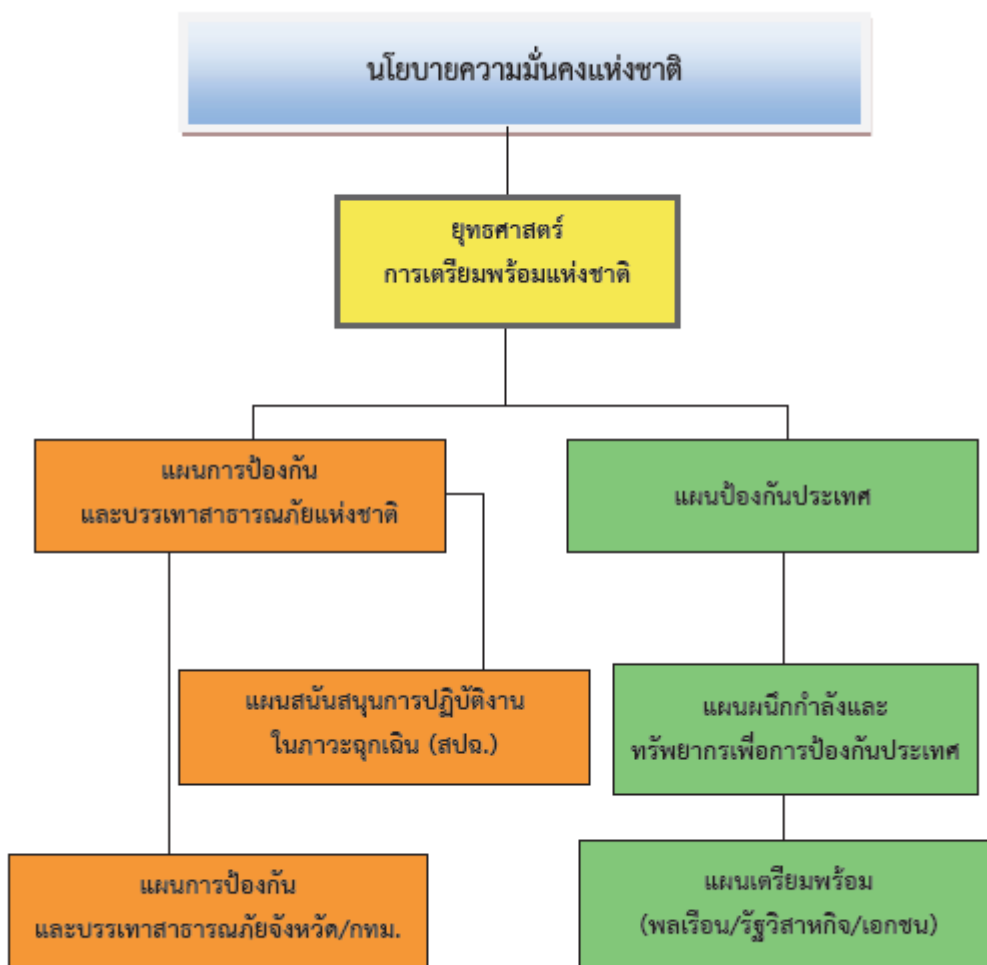 นโยบายความมั่นคงแห่งชาติ
ยุทธศาสตร์
การเตรียมพร้อมแห่งชาติ
แผนการป้องกัน
และบรรเทาสาธารณภัยแห่งชาติ
แผนป้องกันประเทศ
แผนสนันสนุนการปฏิบัติงาน
ในภาวะฉุกเฉิน (สปฉ.)
แผนผนึกกำลังและ
ทรัพยากรเพื่อการป้องกันประเทศ
แผนการป้องกัน
และบรรเทาสาธารณภัยจังหวัด/กทม.
แผนเตรียมพร้อม
(พลเรือน/รัฐวิสาหกิจ/เอกชน)